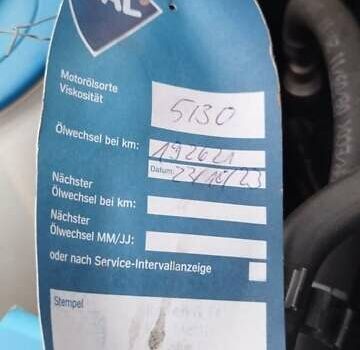 AL
Motorölsorte
Viskosität
5130
Ölwechsel bei km:
192621
Datum:
Nächster
Ölwechsel bei km:
Nächster
Ölwechsel MM/JJ:
oder nach Service-Intervallanzeige
Stempel